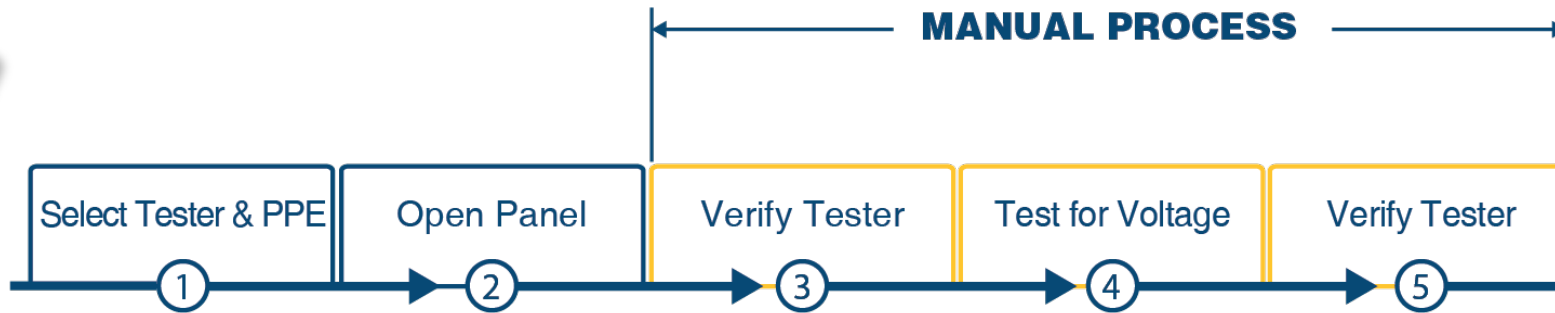 MANUAL PROCESS
Select Tester & PPE
Open Panel
Verify Tester
Test for Voltage
Verify Tester
1
2
3
4
5